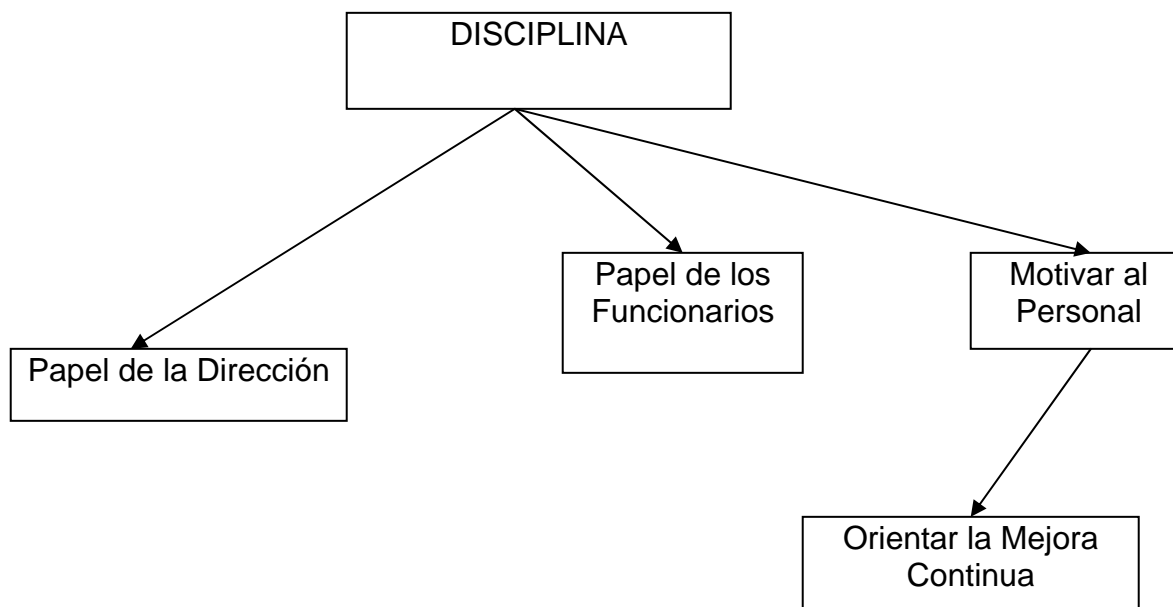 DISCIPLINA
Papel de los
Funcionarios
Motivar al
Personal
Papel de la Dirección
Orientar la Mejora
Continua